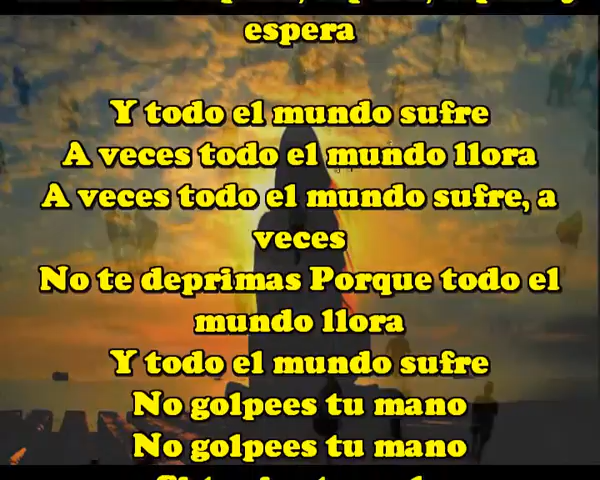 espera
Y todo el mundo sufre
A veces todo el mundo llora
A veces todo el mundo sufre, a
veces
No te deprimas Porque todo el
mundo llora
Y todo el mundo sufre
No golpees tu mano
No golpees tu mano